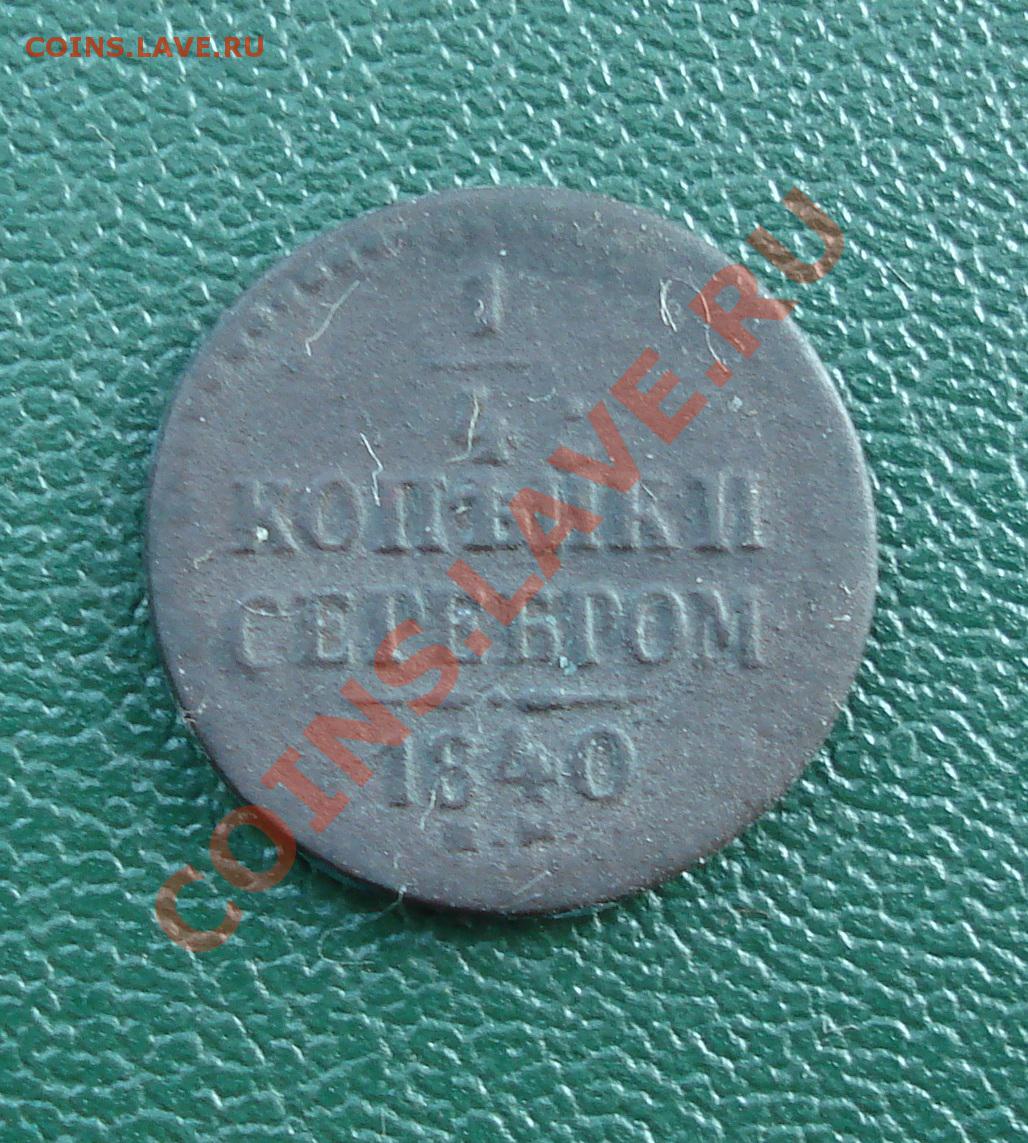 COINS.LAVE.RU
1
4
КОПѢЙКИ
СЕРЕБРОМ
1840
COINS.LAVE.RU